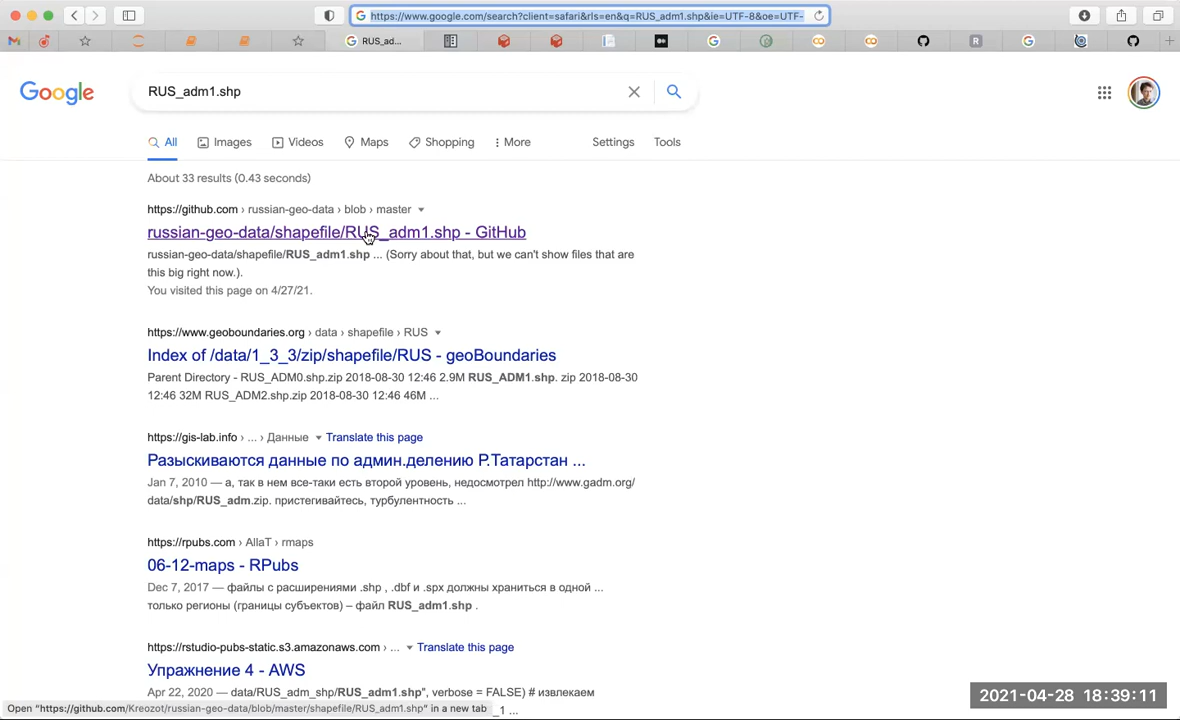 https://www.google.com/search?client=safari&rls=en&q=RUS_adm1.shp&ie=UTF-8&oe=UTF-
RUS_ad...
Google
RUS_adm1.shp
All Images Videos Maps Shopping More Settings Tools
About 33 results (0.43 seconds)
https://github.com › russian-geo-data › blob › master
russian-geo-data/shapefile/RUS_adm1.shp - GitHub
russian-geo-data/shapefile/RUS_adm1.shp ... (Sorry about that, but we can't show files that are
this big right now.).
You visited this page on 4/27/21.
https://www.geoboundaries.org › data › shapefile › RUS
Index of /data/1_3_3/zip/shapefile/RUS - geoBoundaries
Parent Directory - RUS_ADM0.shp.zip 2018-08-30 12:46 2.9M RUS_ADM1.shp. zip 2018-08-30
12:46 32M RUS_ADM2.shp.zip 2018-08-30 12:46 46M ...
https://gis-lab.info › ... › Данные Translate this page
Разыскиваются данные по админ.делению Р.Татарстан ...
Jan 7, 2010 — а, так в нем все-таки есть второй уровень, недосмотрел http://www.gadm.org/
data/shp/RUS_adm.zip. пристегивайтесь, турбулентность ...
https://rpubs.com › AllaT › rmaps
06-12-maps - RPubs
Dec 7, 2017 — файлы с расширениями .shp , .dbf и .spx должны храниться в одной ...
только регионы (границы субъектов) – файл RUS_adm1.shp .
https://rstudio-pubs-static.s3.amazonaws.com › ... Translate this page
Упражнение 4 - AWS
Apr 22, 2020 — data/RUS_adm_shp/RUS_adm1.shp", verbose = FALSE) # извлекаем
Open "https://github.com/Kreozot/russian-geo-data/blob/master/shapefile/RUS_adm1.shp" in a new tab
_1 ...
2021-04-28 18:39:11